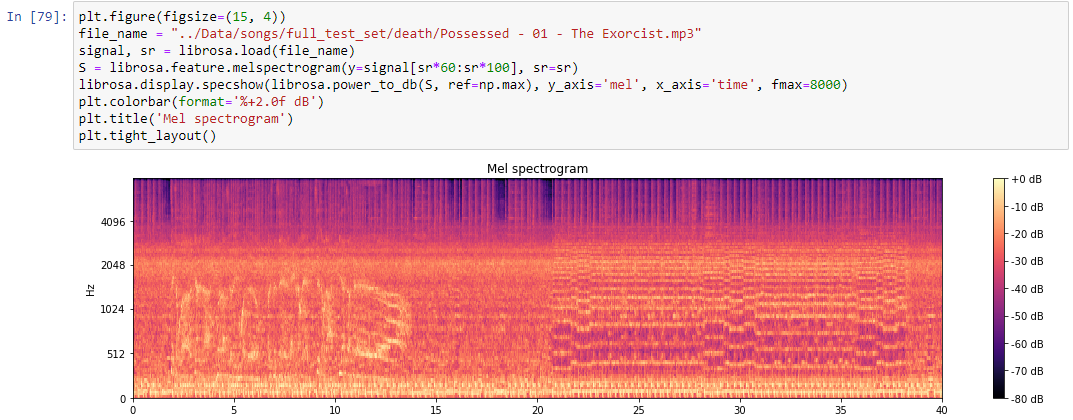 In [79]:
plt.figure(figsize=(15, 4))
file_name = "../Data/songs/full_test_set/death/Possessed - 01 - The Exorcist.mp3"
signal, sr = librosa.load(file_name)
S = librosa.feature.melspectrogram(y=signal[sr*60:sr*100], sr=sr)
librosa.display.specshow(librosa.power_to_db(S, ref=np.max), y_axis='mel', x_axis='time', fmax=8000)
plt.colorbar(format='%+2.0f dB')
plt.title('Mel spectrogram')
plt.tight_layout()
Mel spectrogram
Hz
4096
2048
1024
512
0
0 5 10 15 20 25 30 35 40
+0 dB
-10 dB
-20 dB
-30 dB
-40 dB
-50 dB
-60 dB
-70 dB
-80 dB